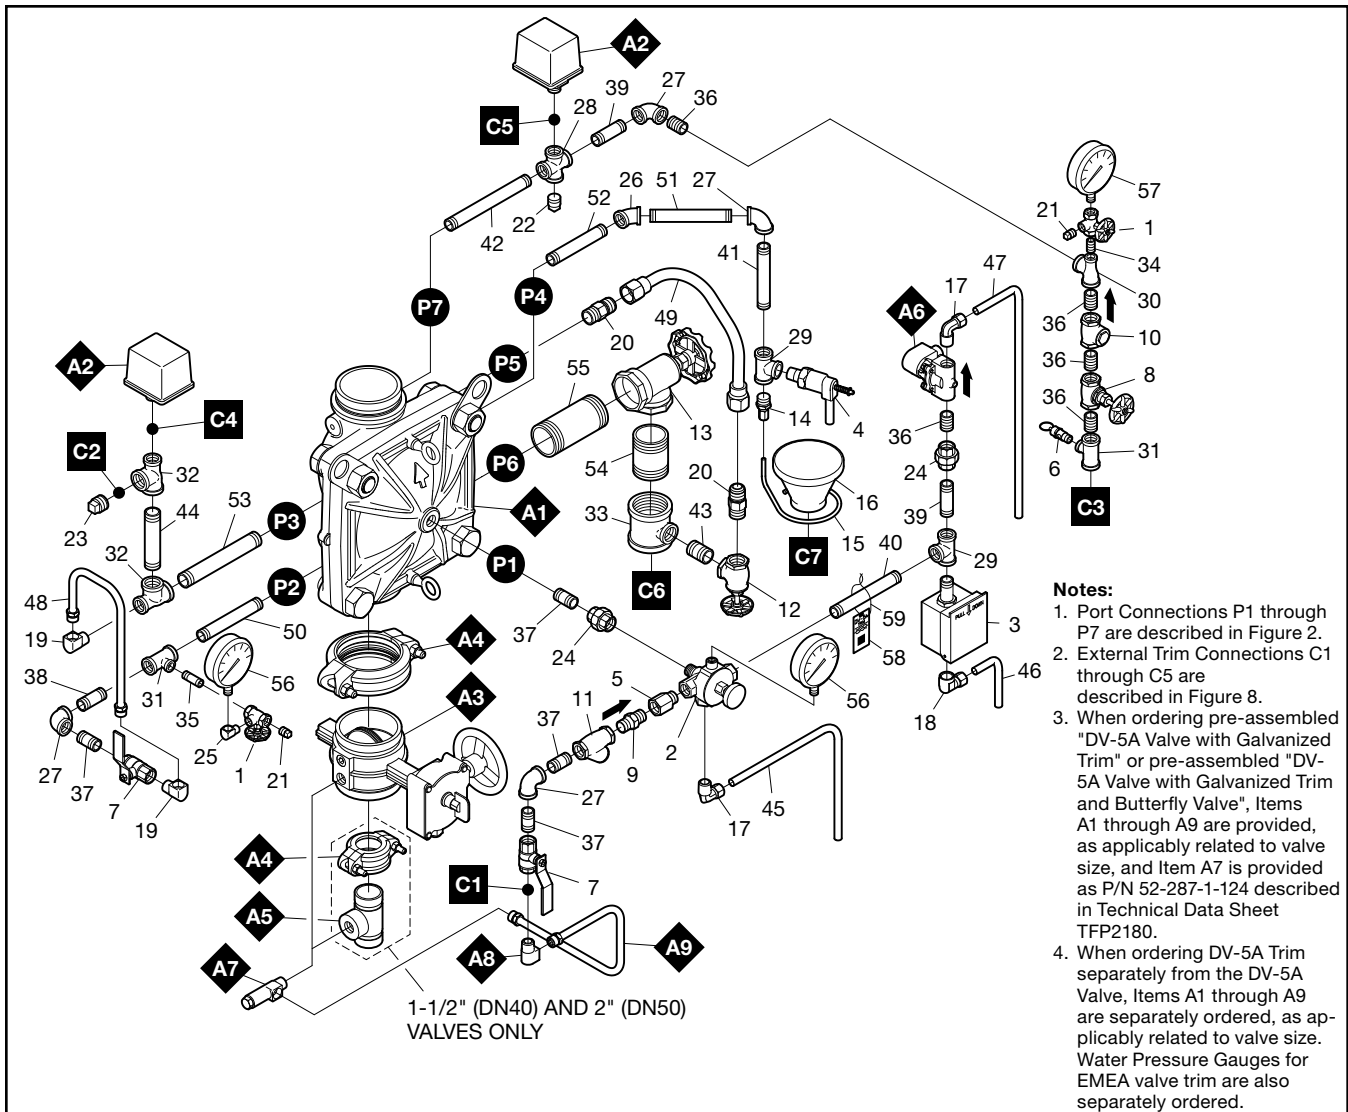 A2
27
39
36
28
C5
57
26
51
27
21
1
52
22
42
34
47
41
17
P7
P4
30
A6
49
36
10
20
A2
P5
29
36
55
8
C4
36
13
14
4
36
C2
P6
24
6
31
32
54
16
20
C3
A1
39
23
44
53
33
43
P3
15
40
29
P1
C7
32
C6
48
12
59
P2
PULL DOWN
3
37
19
50
24
58
A4
5
56
46
38
31
56
11
35
37
18
A3
2
25
9
27
37
1
21
27
7
45
19
17
37
A4
C1
7
A5
A8
A9
A7
1-1/2" (DN40) AND 2" (DN50)
VALVES ONLY
Notes:
1. Port Connections P1 through
P7 are described in Figure 2.
2. External Trim Connections C1
through C5 are
described in Figure 8.
3. When ordering pre-assembled
"DV-5A Valve with Galvanized
Trim" or pre-assembled "DV-
5A Valve with Galvanized Trim
and Butterfly Valve", Items
A1 through A9 are provided,
as applicably related to valve
size, and Item A7 is provided
as P/N 52-287-1-124 described
in Technical Data Sheet
TFP2180.
4. When ordering DV-5A Trim
separately from the DV-5A
Valve, Items A1 through A9
are separately ordered, as ap-
plicably related to valve size.
Water Pressure Gauges for
EMEA valve trim are also
separately ordered.